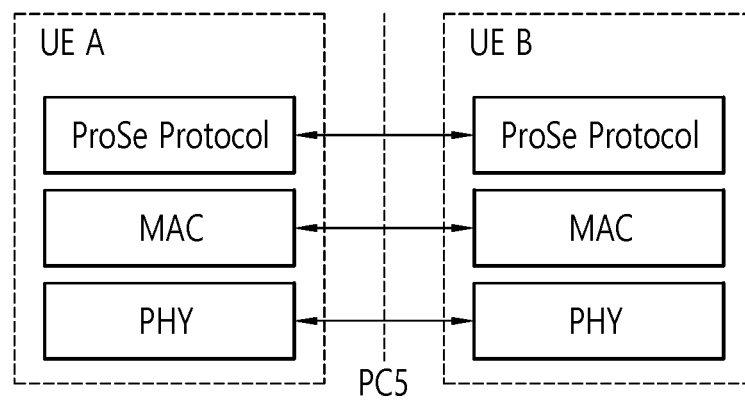 UE A
UE B
ProSe Protocol
ProSe Protocol
MAC
MAC
PHY
PHY
PC5